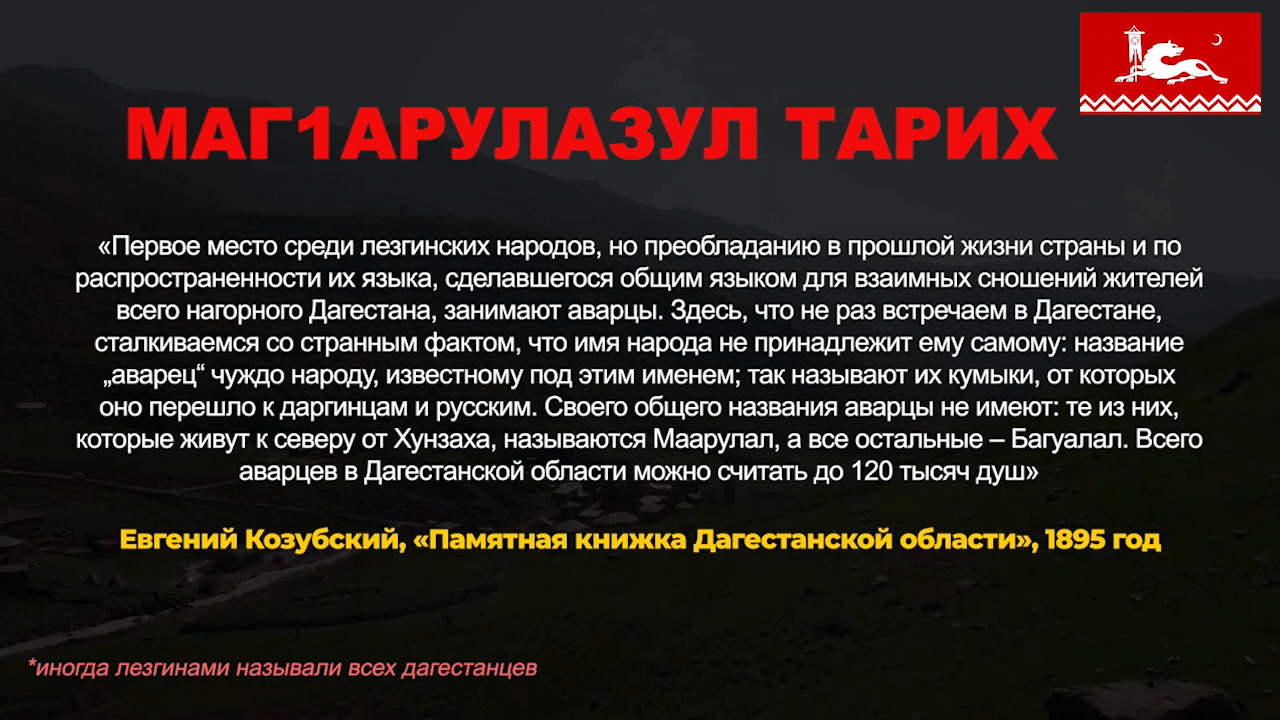 МАГ1АРУЛАЗУЛ ТАРИХ
«Первое место среди лезгинских народов, но преобладанию в прошлой жизни страны и по
распространенности их языка, сделавшегося общим языком для взаимных сношений жителей
всего нагорного Дагестана, занимают аварцы. Здесь, что не раз встречаем в Дагестане,
сталкиваемся со странным фактом, что имя народа не принадлежит ему самому: название
„аварец“ чуждо народу, известному под этим именем; так называют их кумыки, от которых
оно перешло к даргинцам и русским. Своего общего названия аварцы не имеют: те из них,
которые живут к северу от Хунзаха, называются Маарулал, а все остальные – Багуалал. Всего
аварцев в Дагестанской области можно считать до 120 тысяч душ»
Евгений Козубский, «Памятная книжка Дагестанской области», 1895 год
*иногда лезгинами называли всех дагестанцев